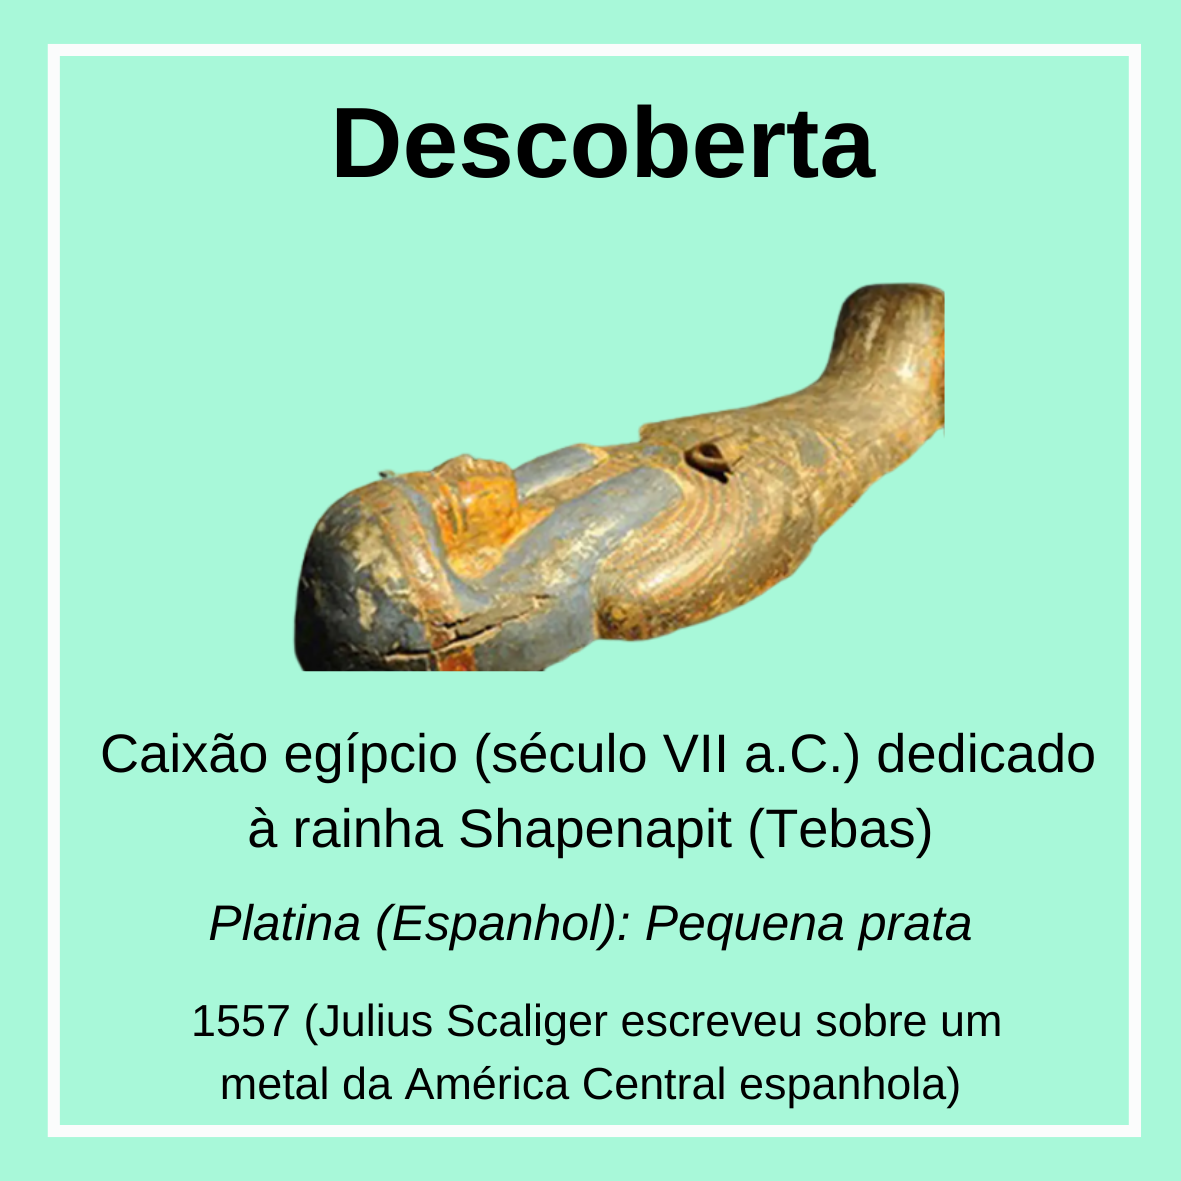 Descoberta
Caixão egípcio (século VII a.C.) dedicado
à rainha Shapenapit (Tebas)
Platina (Espanhol): Pequena prata
1557 (Julius Scaliger escreveu sobre um
metal da América Central espanhola)